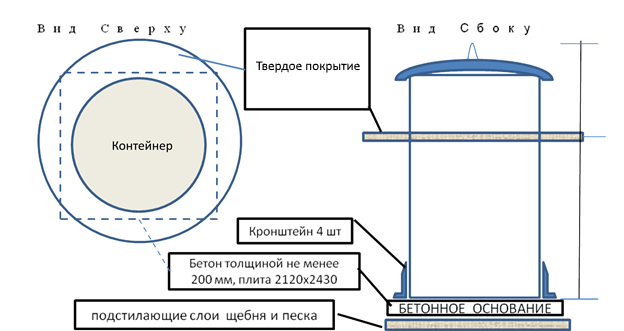 Вид Сверху
Вид Сбоку
Твердое покрытие
Контейнер
Кронштейн 4 шт
Бетон толщиной не менее
200 мм, плита 2120х2430
БЕТОННОЕ ОСНОВАНИЕ
подстилающие слои щебня и песка